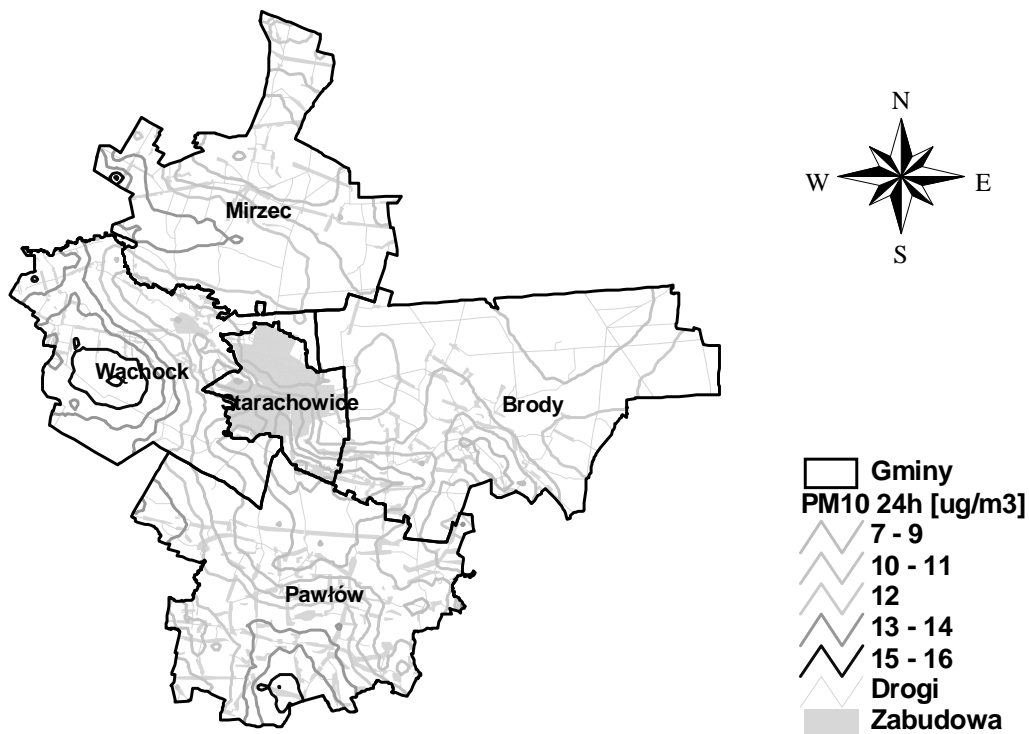 N
W E
S
Mirzec
Wąchock
Starachowice
Brody
Pawłów
Gminy
PM10 24h [ug/m3]
7 - 9
10 - 11
12
13 - 14
15 - 16
Drogi
Zabudowa